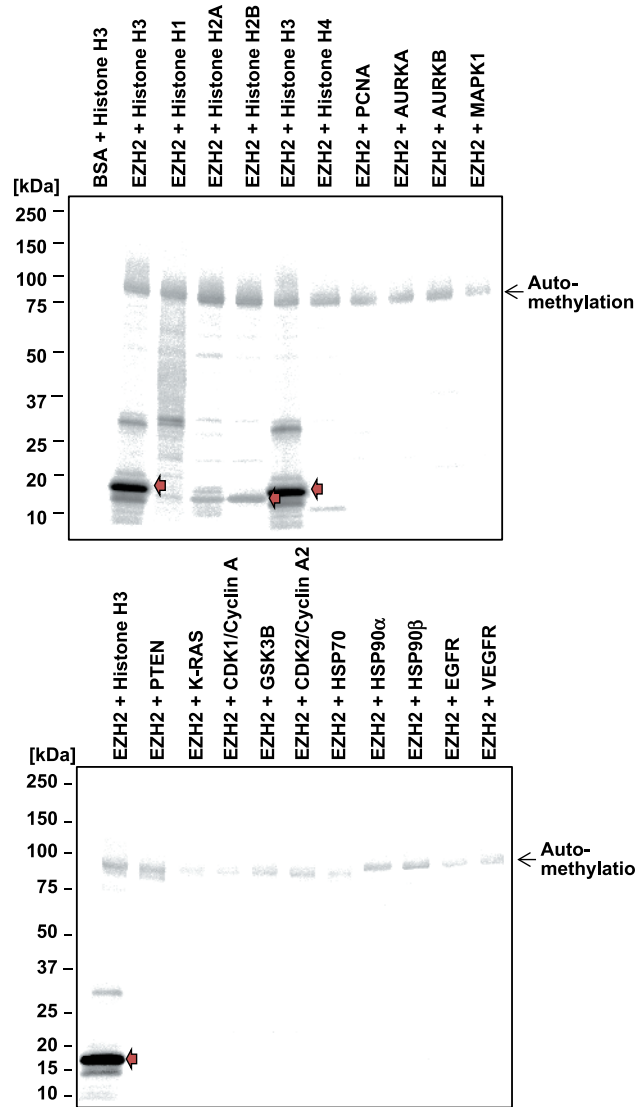 BSA + Histone H3
EZH2 + Histone H3
EZH2 + Histone H1
EZH2 + Histone H2A
EZH2 + Histone H2B
EZH2 + Histone H3
EZH2 + Histone H4
EZH2 + PCNA
EZH2 + AURKA
EZH2 + AURKB
EZH2 + MAPK1
[kDa]
250
150
100
75
50
37
25
20
10
Auto-
methylation
EZH2 + Histone H3
EZH2 + PTEN
EZH2 + K-RAS
EZH2 + CDK1/Cyclin A
EZH2 + GSK3B
EZH2 + CDK2/Cyclin A2
EZH2 + HSP70
EZH2 + HSP90α
EZH2 + HSP90β
EZH2 + EGFR
EZH2 + VEGFR
[kDa]
250
150
100
75
50
37
25
20
15
10
Auto-
methylatio